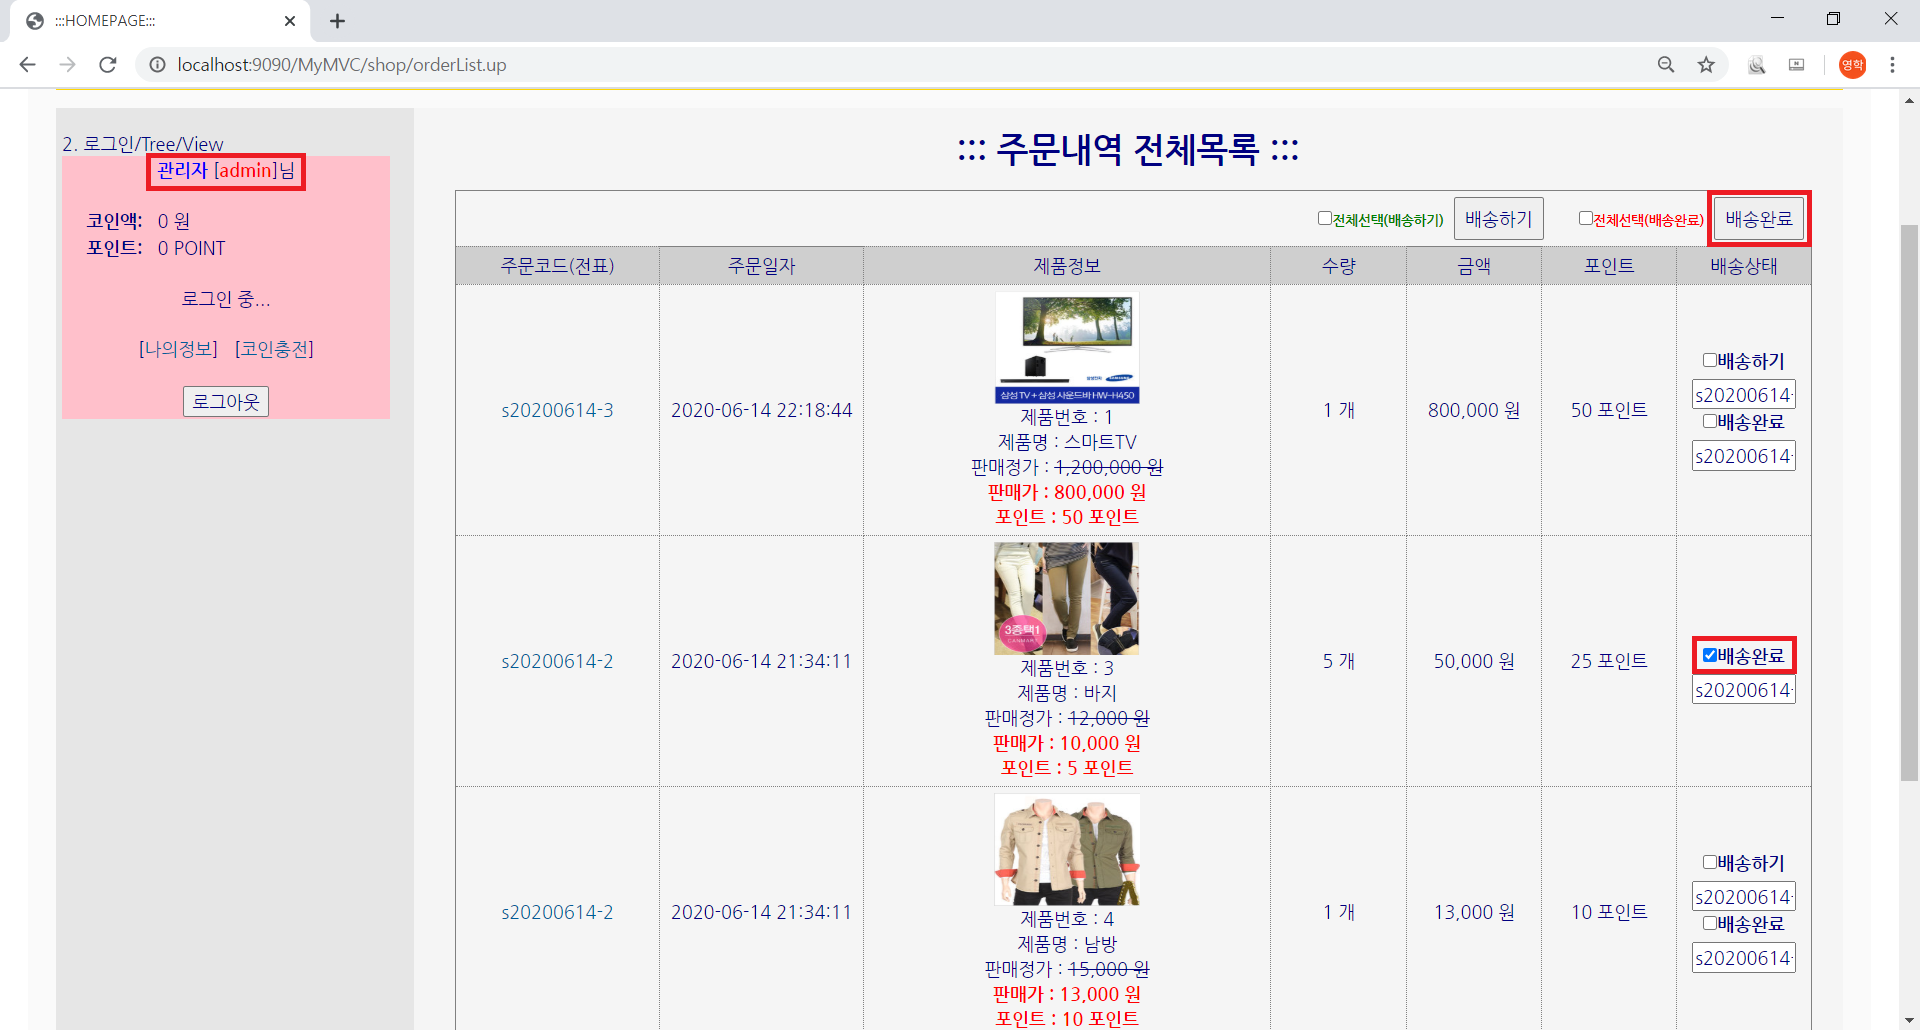 :::HOMEPAGE:::
localhost:9090/MyMVC/shop/orderList.up
영학
2. 로그인/Tree/View
관리자 [admin]님
코인액: 0 원
포인트: 0 POINT
로그인 중...
[나의정보] [코인충전]
로그아웃
::: 주문내역 전체목록 :::
전체선택(배송하기) 배송하기 전체선택(배송완료) 배송완료
주문코드(전표) 주문일자 제품정보 수량 금액 포인트 배송상태
삼성 TV + 삼성 사운드바 HW-H450
s20200614-3 2020-06-14 22:18:44 1 개 800,000 원 50 포인트
제품번호 : 1
제품명 : 스마트TV
판매정가 : 1,200,000 원
판매가 : 800,000 원
포인트 : 50 포인트
배송하기
s20200614-
배송완료
s20200614-
3종택1
CANMART
s20200614-2 2020-06-14 21:34:11 5 개 50,000 원 25 포인트
제품번호 : 3
제품명 : 바지
판매정가 : 12,000 원
판매가 : 10,000 원
포인트 : 5 포인트
배송완료
s20200614-
s20200614-2 2020-06-14 21:34:11 1 개 13,000 원 10 포인트
제품번호 : 4
제품명 : 남방
판매정가 : 15,000 원
판매가 : 13,000 원
포인트 : 10 포인트
배송하기
s20200614-
배송완료
s20200614-